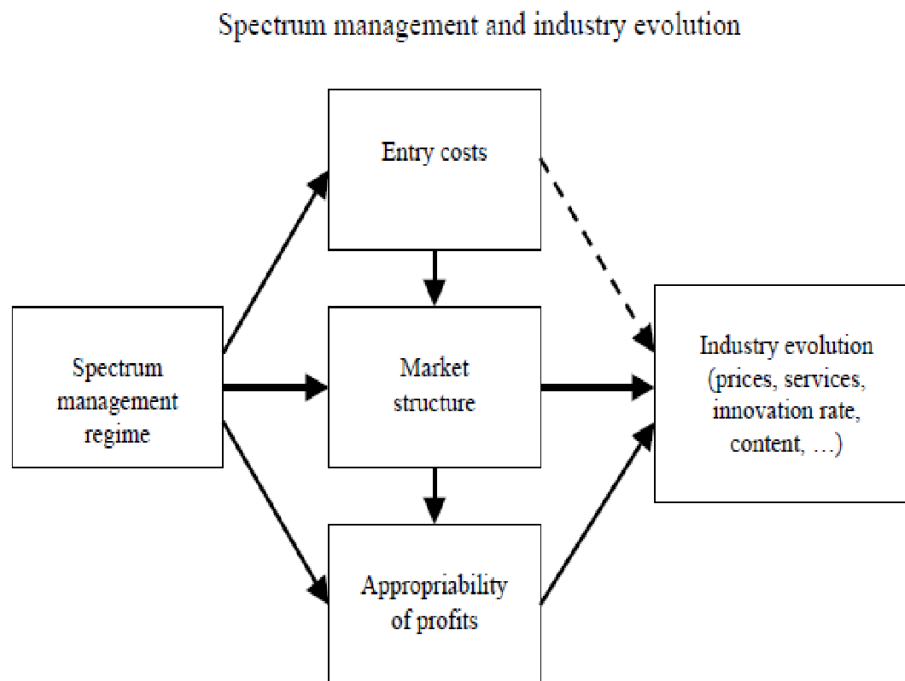 Spectrum management and industry evolution
Entry costs
Spectrum
management
regime
Market
structure
Industry evolution
(prices, services,
innovation rate,
content, …)
Appropriability
of profits